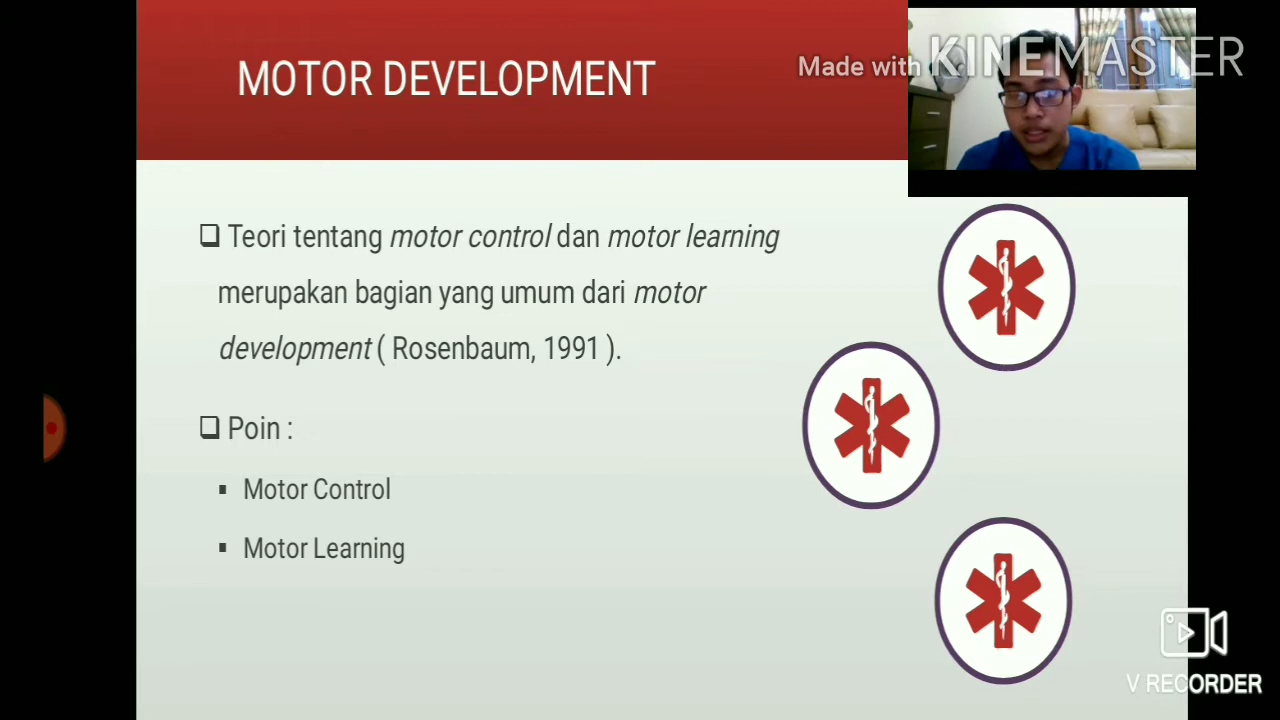 MOTOR DEVELOPMENT
Made with KINEMASTER
❑ Teori tentang motor control dan motor learning
merupakan bagian yang umum dari motor
development ( Rosenbaum, 1991 ).
❑ Poin :
▪ Motor Control
▪ Motor Learning
V RECORDER